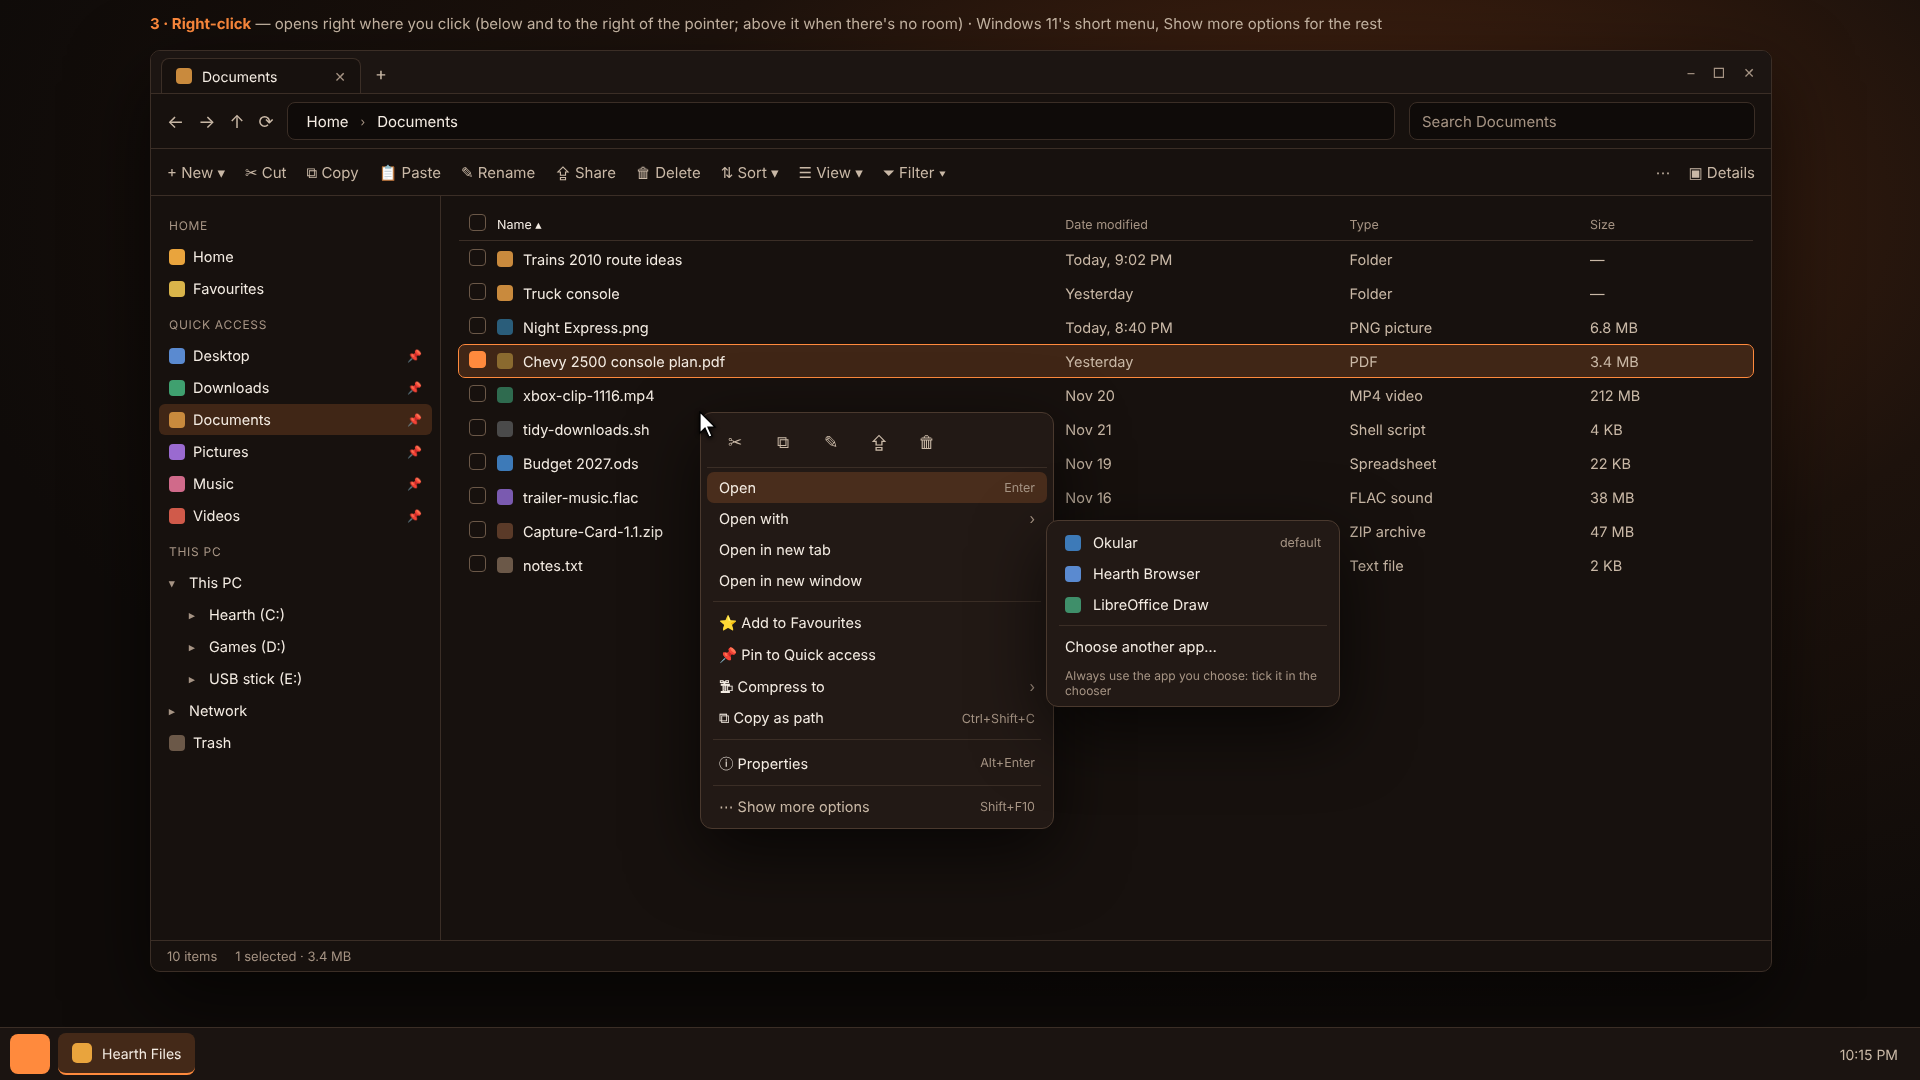 3 · Right-click — opens right where you click (below and to the right of the pointer; above it when there's no room) · Windows 11's short menu, Show more options for the rest
Documents
Home › Documents
Search Documents
+ New ▾ Cut Copy Paste Rename Share Delete Sort ▾ View ▾ Filter ▾
··· Details
HOME
Home
Favourites
QUICK ACCESS
Desktop
Downloads
Documents
Pictures
Music
Videos
THIS PC
This PC
Hearth (C:)
Games (D:)
USB stick (E:)
Network
Trash
Name ▴ Date modified Type Size
Trains 2010 route ideas Today, 9:02 PM Folder —
Truck console Yesterday Folder —
Night Express.png Today, 8:40 PM PNG picture 6.8 MB
Chevy 2500 console plan.pdf Yesterday PDF 3.4 MB
xbox-clip-1116.mp4 Nov 20 MP4 video 212 MB
tidy-downloads.sh Nov 21 Shell script 4 KB
Budget 2027.ods Nov 19 Spreadsheet 22 KB
trailer-music.flac Nov 16 FLAC sound 38 MB
Capture-Card-1.1.zip ZIP archive 47 MB
notes.txt Text file 2 KB
Open Enter
Open with ›
Open in new tab
Open in new window
Add to Favourites
Pin to Quick access
Compress to ›
Copy as path Ctrl+Shift+C
Properties Alt+Enter
··· Show more options Shift+F10
Okular default
Hearth Browser
LibreOffice Draw
Choose another app...
Always use the app you choose: tick it in the
chooser
10 items 1 selected · 3.4 MB
Hearth Files
10:15 PM